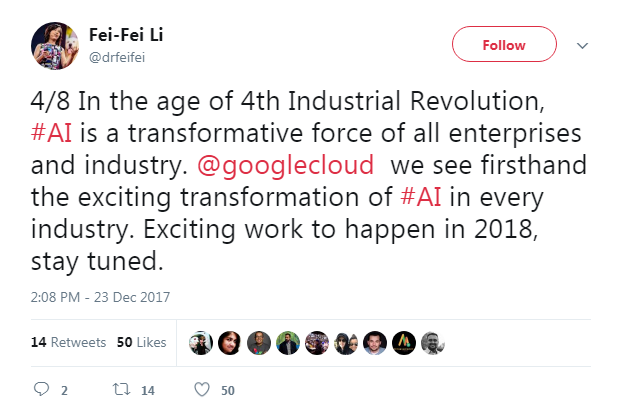 Fei-Fei Li
@drfeifei
Follow
4/8 In the age of 4th Industrial Revolution,
#AI is a transformative force of all enterprises
and industry. @googlecloud we see firsthand
the exciting transformation of #AI in every
industry. Exciting work to happen in 2018,
stay tuned.
2:08 PM - 23 Dec 2017
14 Retweets 50 Likes
2 14 50